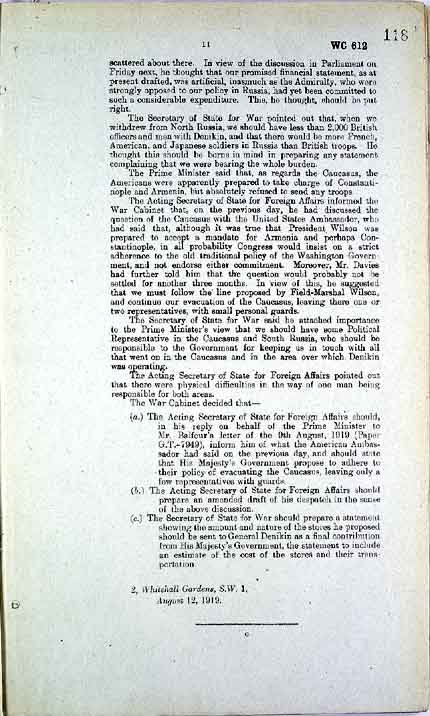 118
11
WC 612
scattered about there. In view of the discussion in Parliament on
Friday next, he thought that our promised financial statement, as at
present drafted, was artificial, inasmuch as the Admiralty, who were
strongly opposed to our policy in Russia, had yet been committed to
such a considerable expenditure. This, he thought, should be put
right.
The Secretary of State for War pointed out that, when we
withdrew from North Russia, we should have less than 2,000 British
officers and men with Denikin, and that there would be more French,
American, and Japanese soldiers in Russia than British troops. He
thought this should be borne in mind in preparing any statement
complaining that we were bearing the whole burden.
The Prime Minister said that, as regards the Caucasus, the
Americans were apparently prepared to take charge of Constanti-
nople and Armenia, but absolutely refused to send any troops.
The Acting Secretary of State for Foreign Affairs informed the
War Cabinet that, on the previous day, he had discussed the
question of the Caucasus with the United States Ambassador, who
had said that, although it was true that President Wilson was
prepared to accept a mandate for Armenia and perhaps Con-
stantinople, in all probability Congress would insist on a strict
adherence to the old traditional policy of the Washington Govern-
ment, and not endorse either commitment. Moreover, Mr. Davies
had further told him that the question would probably not be
settled for another three months. In view of this, he suggested
that we must follow the line proposed by Field-Marshal Wilson,
and continue our evacuation of the Caucasus, leaving there one or
two representatives, with small personal guards.
The Secretary of State for War said he attached importance
to the Prime Minister's view that we should have some Political
Representative in the Caucasus and South Russia, who should be
responsible to the Government for keeping us in touch with all
that went on in the Caucasus and in the area over which Denikin
was operating.
The Acting Secretary of State for Foreign Affairs pointed out
that there were physical difficulties in the way of one man being
responsible for both areas.
The War Cabinet decided that—
(a.) The Acting Secretary of State for Foreign Affairs should,
in his reply on behalf of the Prime Minister to
Mr. Balfour's letter of the 9th August, 1919 (Paper
G.T.-7949), inform him of what the American Ambas-
sador had said on the previous day, and should state
that His Majesty's Government propose to adhere to
their policy of evacuating the Caucasus, leaving only a
few representatives with guards.
(b.) The Acting Secretary of State for Foreign Affairs should
prepare an amended draft of his despatch in the sense
of the above discussion.
(c.) The Secretary of State for War should prepare a statement
showing the amount and nature of the stores he proposed
should be sent to General Denikin as a final contribution
from His Majesty's Government, the statement to include
an estimate of the cost of the stores and their trans-
portation.
2, Whitehall Gardens, S.W. 1,
August 12, 1919.